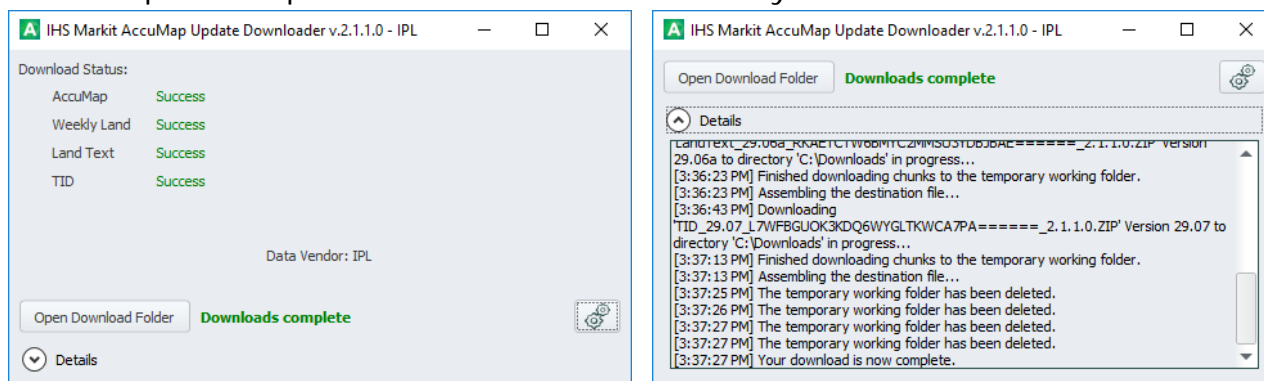 IHS Markit AccuMap Update Downloader v.2.1.1.0 - IPL
Download Status:
AccuMap Success
Weekly Land Success
Land Text Success
TID Success
Data Vendor: IPL
Open Download Folder Downloads complete
Details
IHS Markit AccuMap Update Downloader v.2.1.1.0 - IPL
Open Download Folder Downloads complete
Details
29.06a to directory 'C:\Downloads' in progress...
[3:36:23 PM] Finished downloading chunks to the temporary working folder.
[3:36:23 PM] Assembling the destination file...
[3:36:43 PM] Downloading
'TID_29.07_L7WFBGUOK3KDQ6WYGLTKWCA7PA======_2.1.1.0.ZIP' Version 29.07 to
directory 'C:\Downloads' in progress...
[3:37:13 PM] Finished downloading chunks to the temporary working folder.
[3:37:13 PM] Assembling the destination file...
[3:37:25 PM] The temporary working folder has been deleted.
[3:37:26 PM] The temporary working folder has been deleted.
[3:37:27 PM] The temporary working folder has been deleted.
[3:37:27 PM] The temporary working folder has been deleted.
[3:37:27 PM] Your download is now complete.